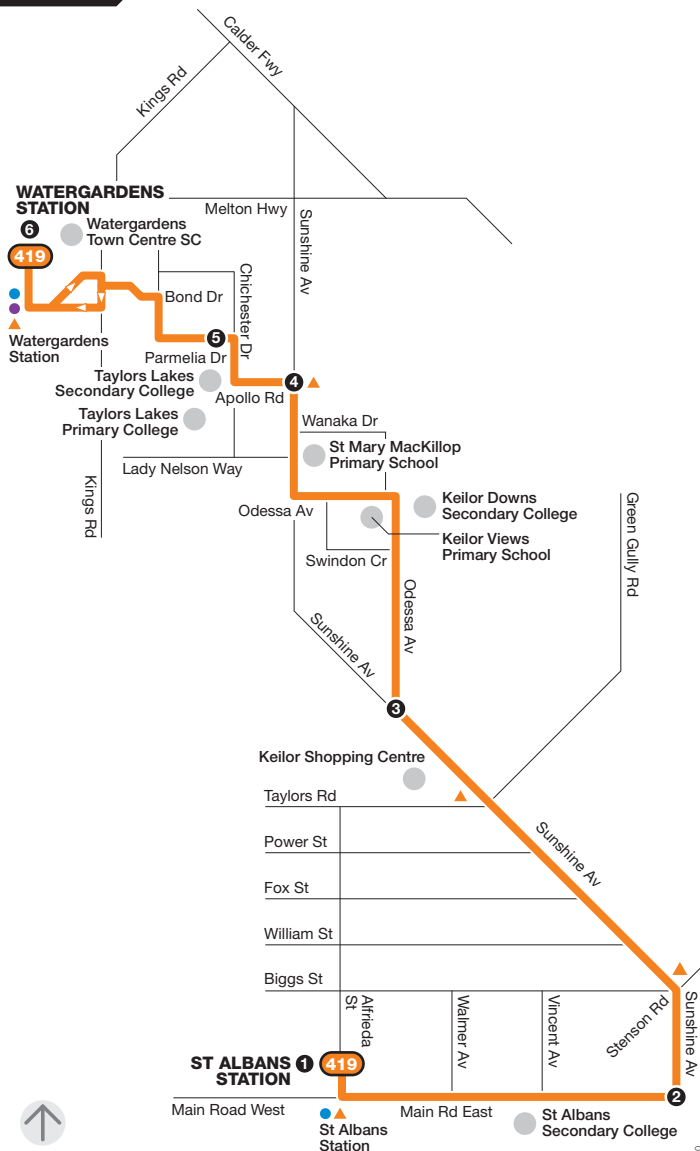 Calder Fwy
Kings Rd
WATERGARDENS
STATION
6
419
Watergardens
Town Centre SC
Melton Hwy
Sunshine Av
Chichester Dr
Bond Dr
Watergardens
Station
5
Parmelia Dr
4
Taylors Lakes
Secondary College
Apollo Rd
Taylors Lakes
Primary College
Wanaka Dr
St Mary MacKillop
Primary School
Lady Nelson Way
Kings Rd
Odessa Av
Keilor Downs
Secondary College
Keilor Views
Primary School
Swindon Cr
Green Gully Rd
Odessa Av
Sunshine Av
3
Keilor Shopping Centre
Taylors Rd
Sunshine Av
Power St
Fox St
William St
Biggs St
Alfrieda
St
Walmer Av
Vincent Av
Stenson Rd
Sunshine Av
ST ALBANS
STATION
1
419
2
Main Road West
Main Rd East
St Albans
Station
St Albans
Secondary College